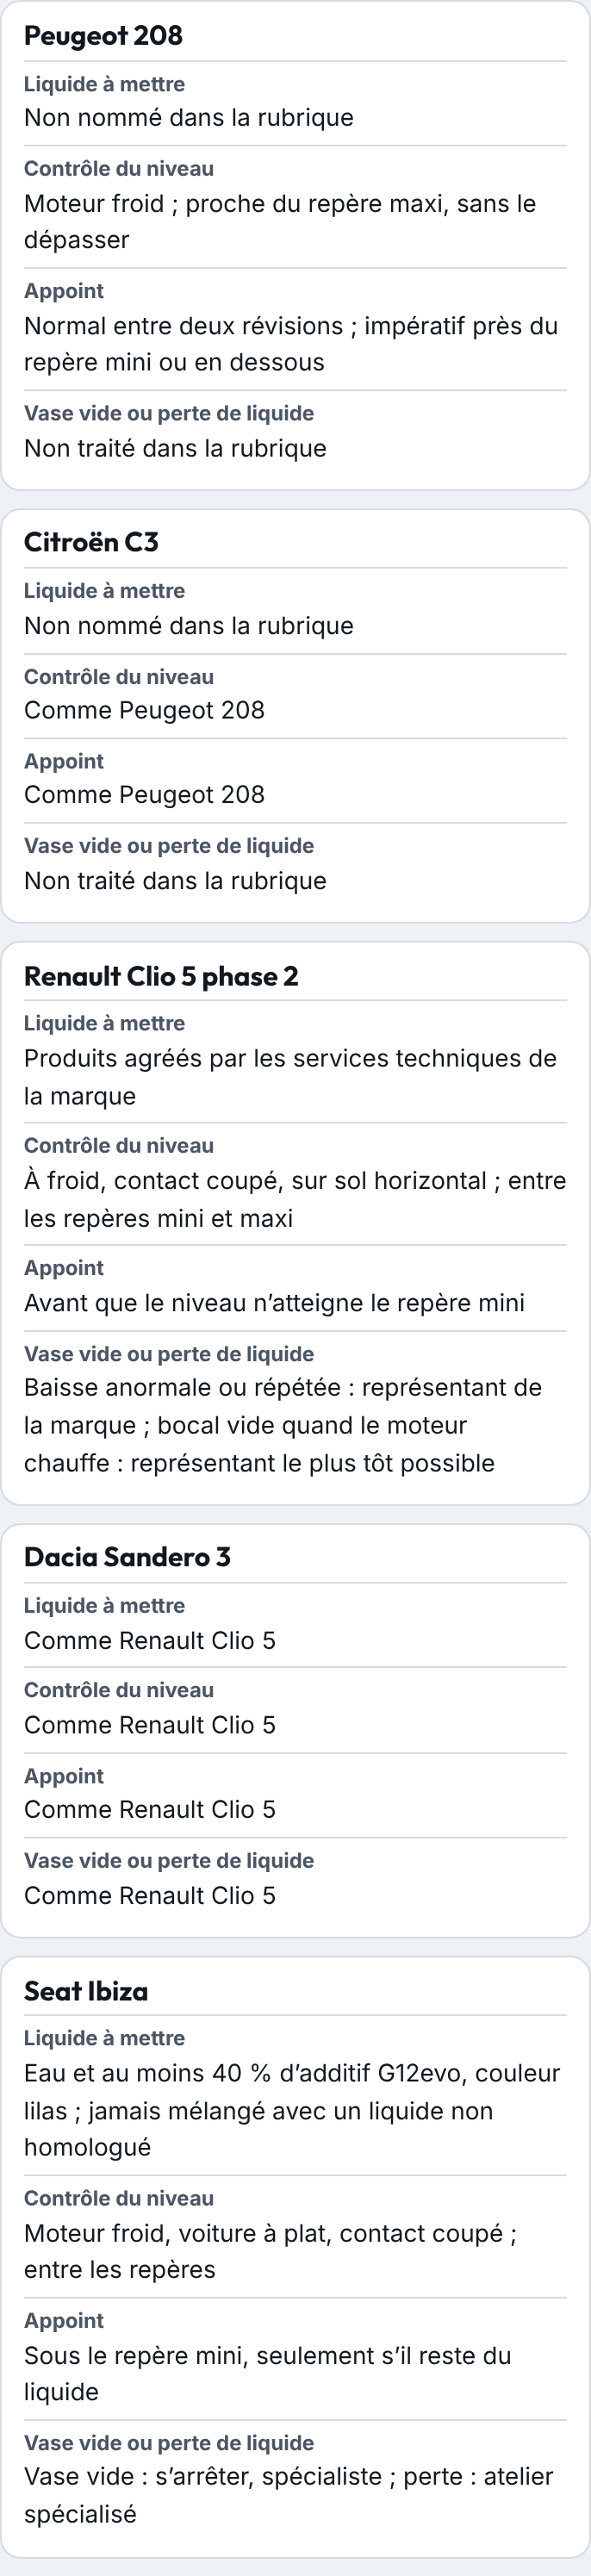 Peugeot 208
Liquide à mettre
Non nommé dans la rubrique
Contrôle du niveau
Moteur froid ; proche du repère maxi, sans le
dépasser
Appoint
Normal entre deux révisions ; impératif près du
repère mini ou en dessous
Vase vide ou perte de liquide
Non traité dans la rubrique
Citroën C3
Liquide à mettre
Non nommé dans la rubrique
Contrôle du niveau
Comme Peugeot 208
Appoint
Comme Peugeot 208
Vase vide ou perte de liquide
Non traité dans la rubrique
Renault Clio 5 phase 2
Liquide à mettre
Produits agréés par les services techniques de
la marque
Contrôle du niveau
À froid, contact coupé, sur sol horizontal ; entre
les repères mini et maxi
Appoint
Avant que le niveau n’atteigne le repère mini
Vase vide ou perte de liquide
Baisse anormale ou répétée : représentant de
la marque ; bocal vide quand le moteur
chauffe : représentant le plus tôt possible
Dacia Sandero 3
Liquide à mettre
Comme Renault Clio 5
Contrôle du niveau
Comme Renault Clio 5
Appoint
Comme Renault Clio 5
Vase vide ou perte de liquide
Comme Renault Clio 5
Seat Ibiza
Liquide à mettre
Eau et au moins 40 % d’additif G12evo, couleur
lilas ; jamais mélangé avec un liquide non
homologué
Contrôle du niveau
Moteur froid, voiture à plat, contact coupé ;
entre les repères
Appoint
Sous le repère mini, seulement s’il reste du
liquide
Vase vide ou perte de liquide
Vase vide : s’arrêter, spécialiste ; perte : atelier
spécialisé